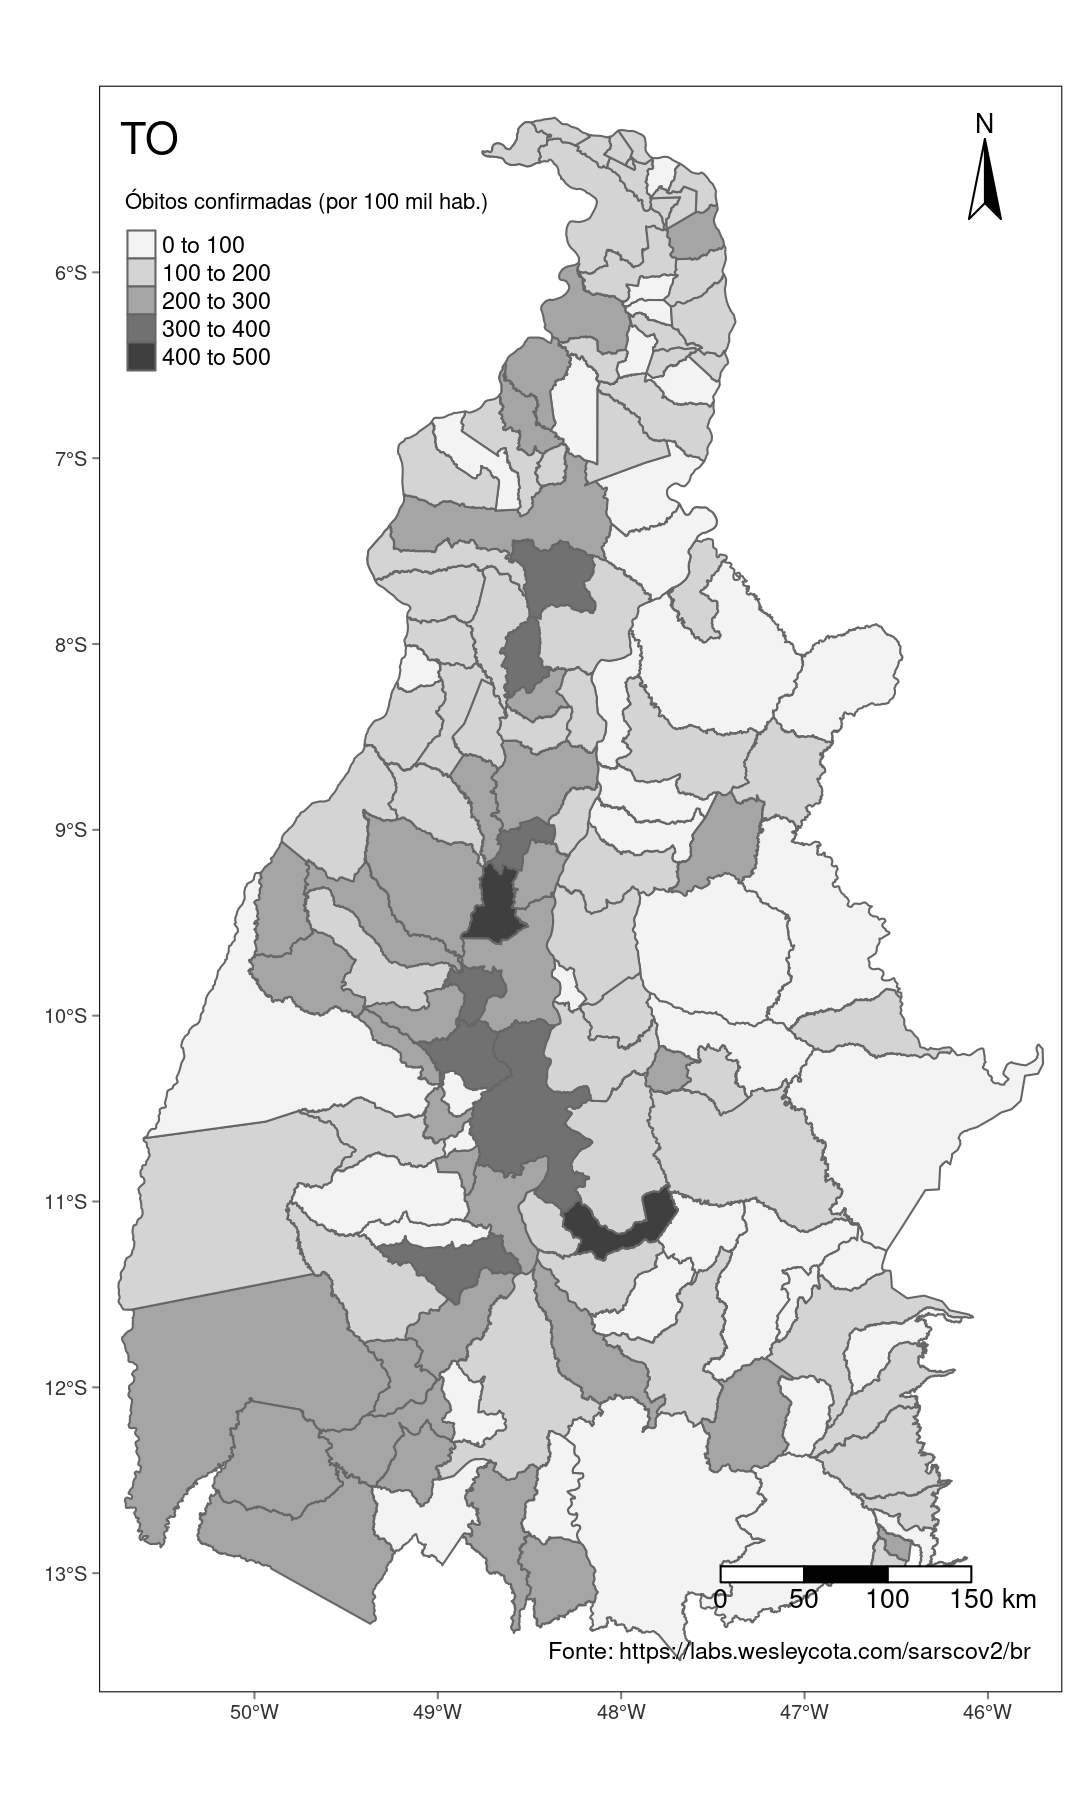 TO
N
Óbitos confirmadas (por 100 mil hab.)
0 to 100
100 to 200
200 to 300
300 to 400
400 to 500
6°S
7°S
8°S
9°S
10°S
11°S
12°S
13°S
0 50 100 150 km
Fonte: https://labs.wesleycota.com/sarscov2/br
50°W 49°W 48°W 47°W 46°W